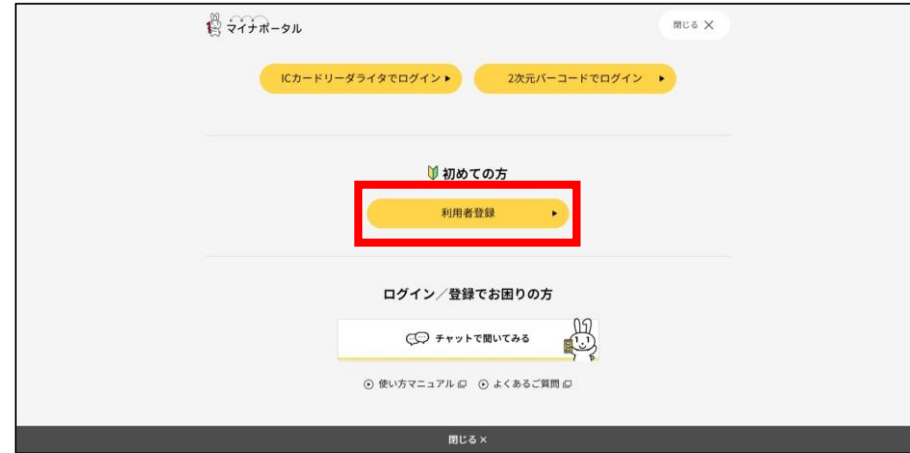 マイナポータル
閉じる ×
ICカードリーダライタでログイン
2次元バーコードでログイン
初めての方
利用者登録
ログイン／登録でお困りの方
チャットで聞いてみる
使い方マニュアル よくあるご質問
閉じる ×